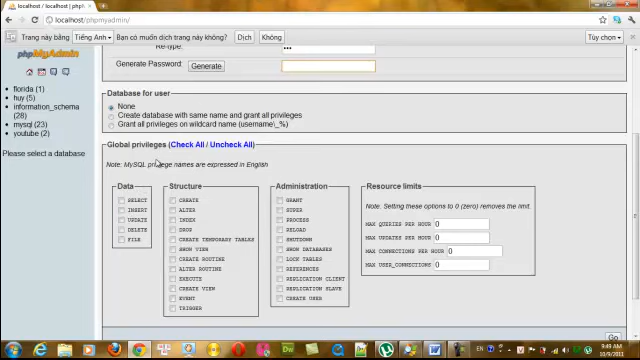 localhost / localhost / php
localhost/phpmyadmin/
Trang này bằng Tiếng Anh Bạn có muốn dịch trang này không? Dịch Không Tùy chọn
phpMyAdmin
florida (1)
huy (5)
information_schema (28)
mysql (23)
youtube (2)
Please select a database
Re-type: •••
Generate Password: Generate
Database for user
None
Create database with same name and grant all privileges
Grant all privileges on wildcard name (username\_%)
Global privileges (Check All / Uncheck All)
Note: MySQL privilege names are expressed in English
Data
SELECT
INSERT
UPDATE
DELETE
FILE
Structure
CREATE
ALTER
INDEX
DROP
CREATE TEMPORARY TABLES
SHOW VIEW
CREATE ROUTINE
ALTER ROUTINE
EXECUTE
CREATE VIEW
EVENT
TRIGGER
Administration
GRANT
SUPER
PROCESS
RELOAD
SHUTDOWN
SHOW DATABASES
LOCK TABLES
REFERENCES
REPLICATION CLIENT
REPLICATION SLAVE
CREATE USER
Resource limits
Note: Setting these options to 0 (zero) removes the limit.
MAX QUERIES PER HOUR 0
MAX UPDATES PER HOUR 0
MAX CONNECTIONS PER HOUR 0
MAX USER_CONNECTIONS 0
Go
EN
3:49 AM
10/9/2011